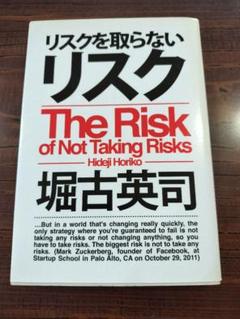 リスクを取らない
リスク
The Risk
of Not Taking Risks
Hideji Horiko
堀古英司
...But in a world that's changing really quickly, the
only strategy where you're guaranteed to fail is not
taking any risks or not changing anything, so you
have to take risks. The biggest risk is not to take any
risks. (Mark Zuckerberg, founder of Facebook, at
Startup School in Palo Alto, CA on October 29, 2011)